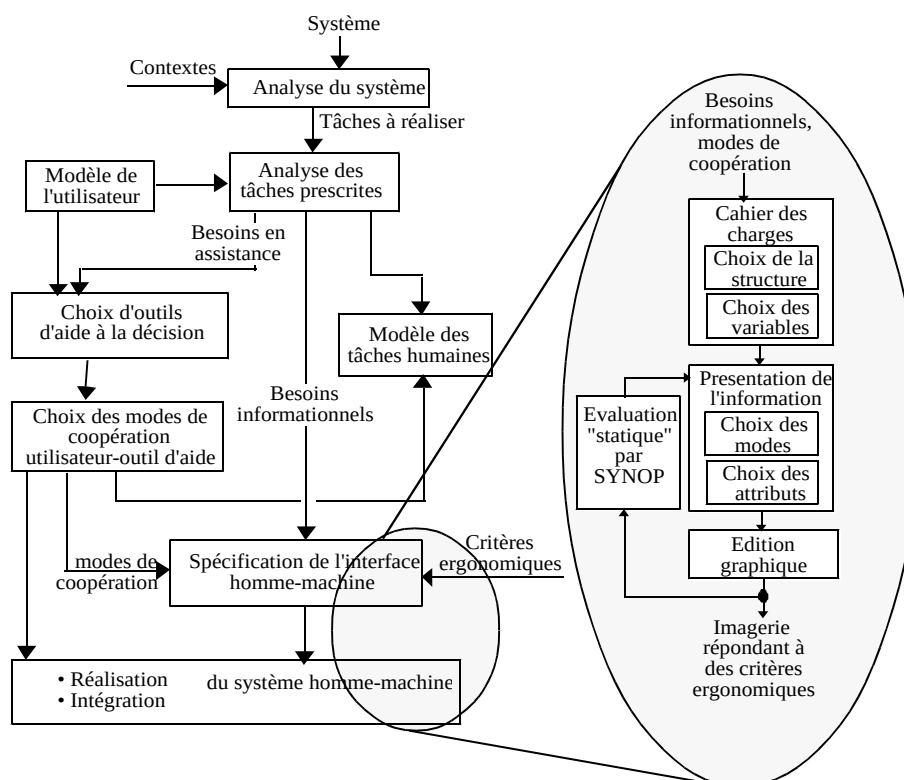 Système
Contextes
Analyse du système
Tâches à réaliser
Modèle de
l'utilisateur
Analyse des
tâches prescrites
Besoins en
assistance
Choix d'outils
d'aide à la décision
Modèle des
tâches humaines
Besoins
informationnels
Choix des modes de
coopération
utilisateur-outil d'aide
modes de
coopération
Spécification de l'interface
homme-machine
Critères
ergonomiques
• Réalisation
• Intégration
du système homme-machine
Besoins
informationnels,
modes de
coopération
Cahier des
charges
Choix de la
structure
Choix des
variables
Presentation de
l'information
Choix des
modes
Choix des
attributs
Evaluation
"statique"
par
SYNOP
Edition
graphique
Imagerie
répondant à
des critères
ergonomiques